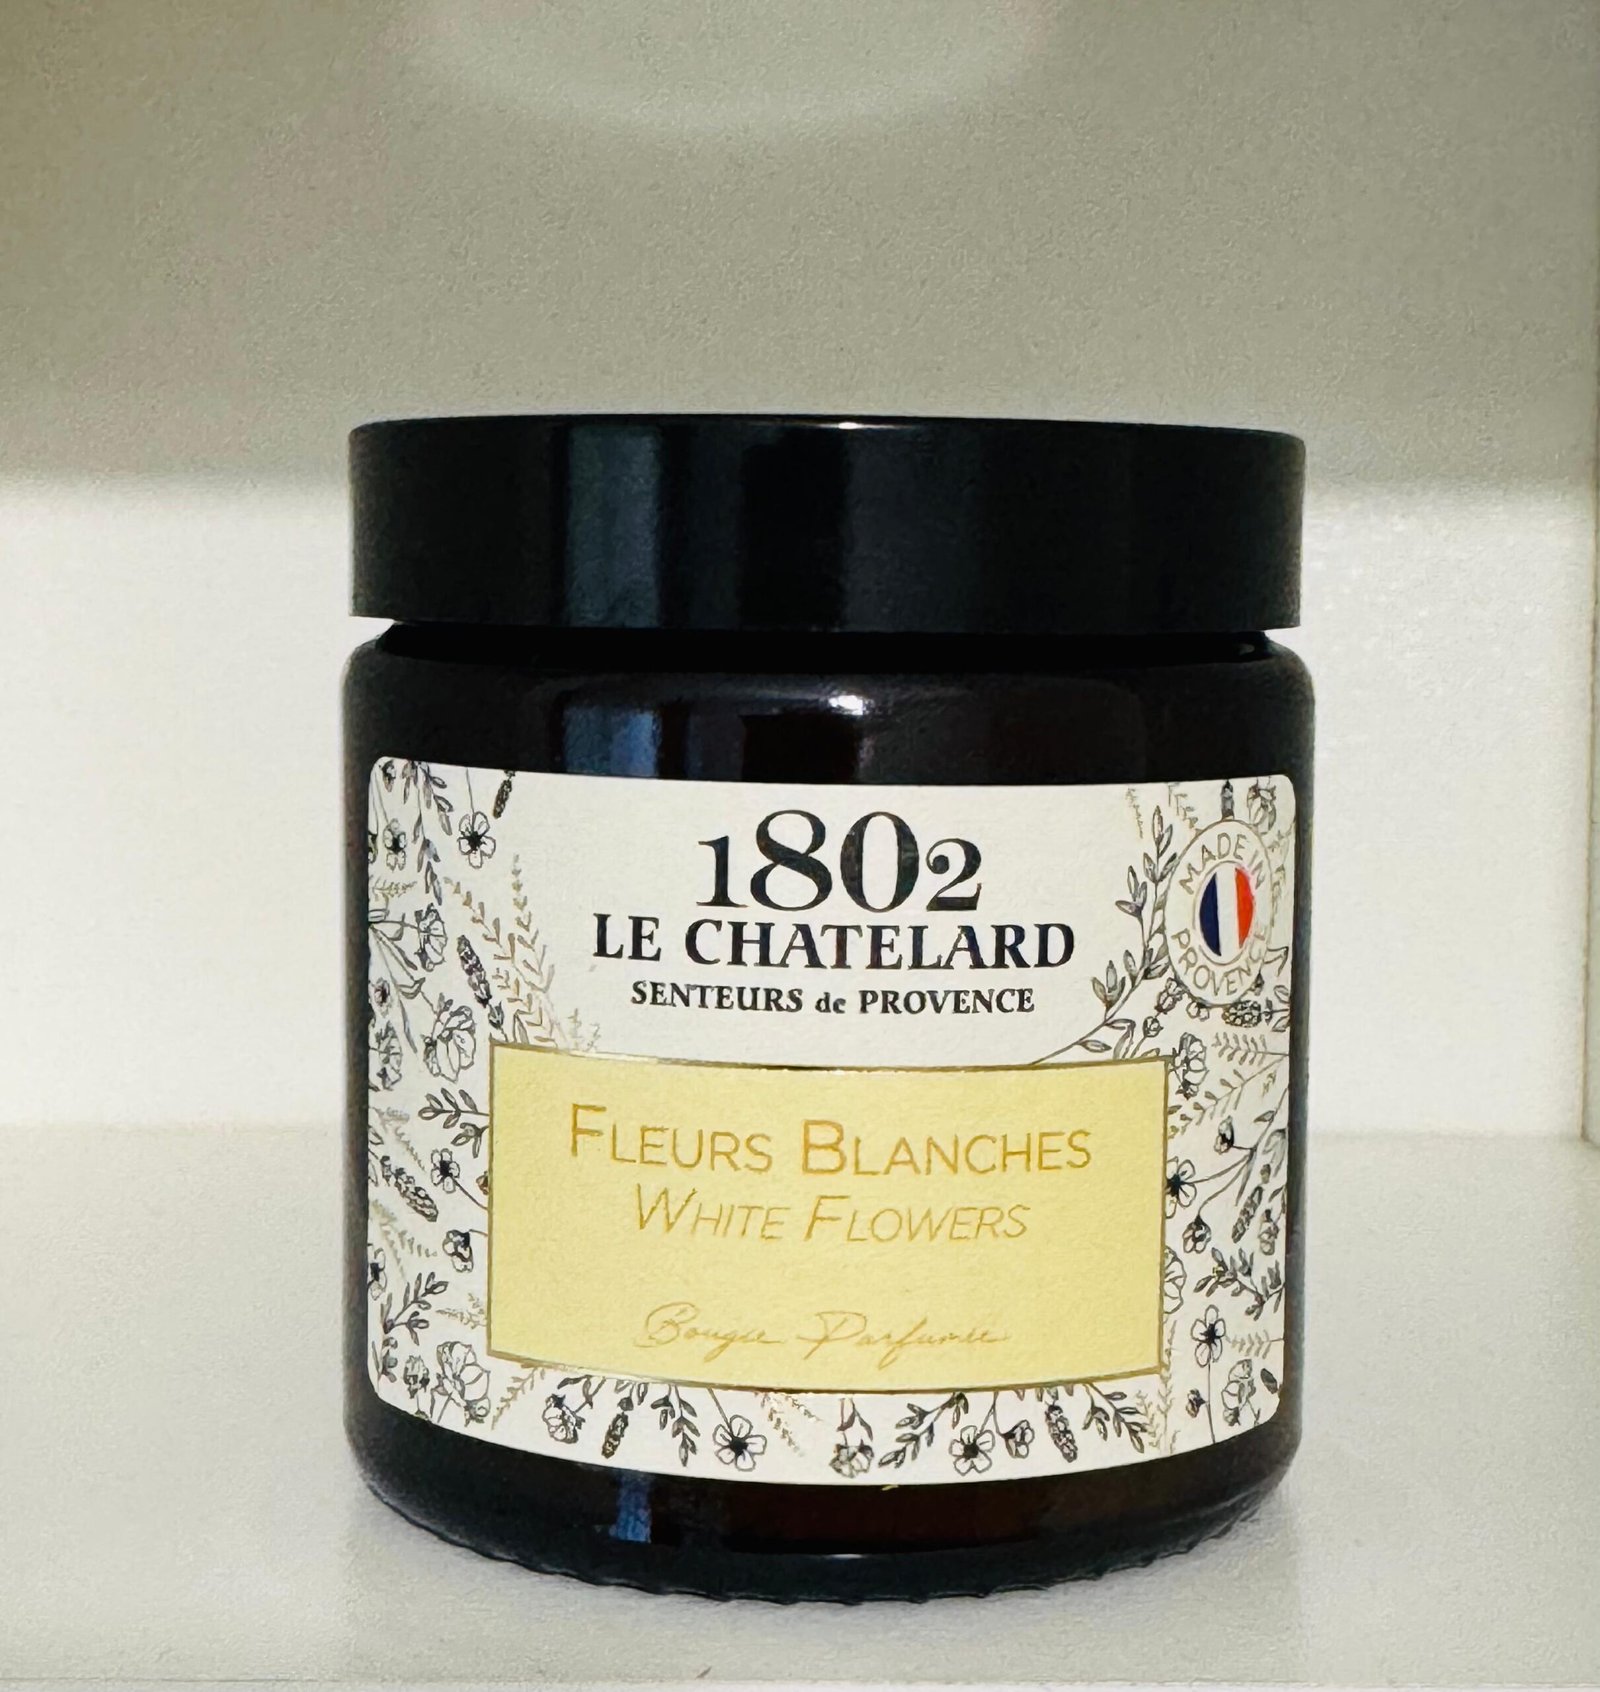 1802
LE CHATELARD
SENTEURS de PROVENCE
MADE IN
PROVENCE
FLEURS BLANCHES
WHITE FLOWERS
Bougie Parfumée